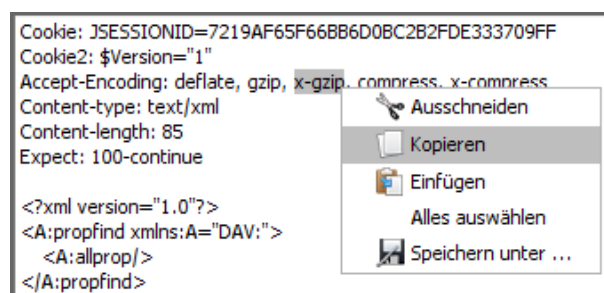 Cookie: JSESSIONID=7219AF65F66BB6D0BC2B2FDE333709FF
Cookie2: $Version="1"
Accept-Encoding: deflate, gzip, x-gzip, compress, x-compress
Content-type: text/xml
Content-length: 85
Expect: 100-continue
<?xml version="1.0"?>
<A:propfind xmlns:A="DAV:">
<A:allprop/>
</A:propfind>
Ausschneiden
Kopieren
Einfügen
Alles auswählen
Speichern unter ...